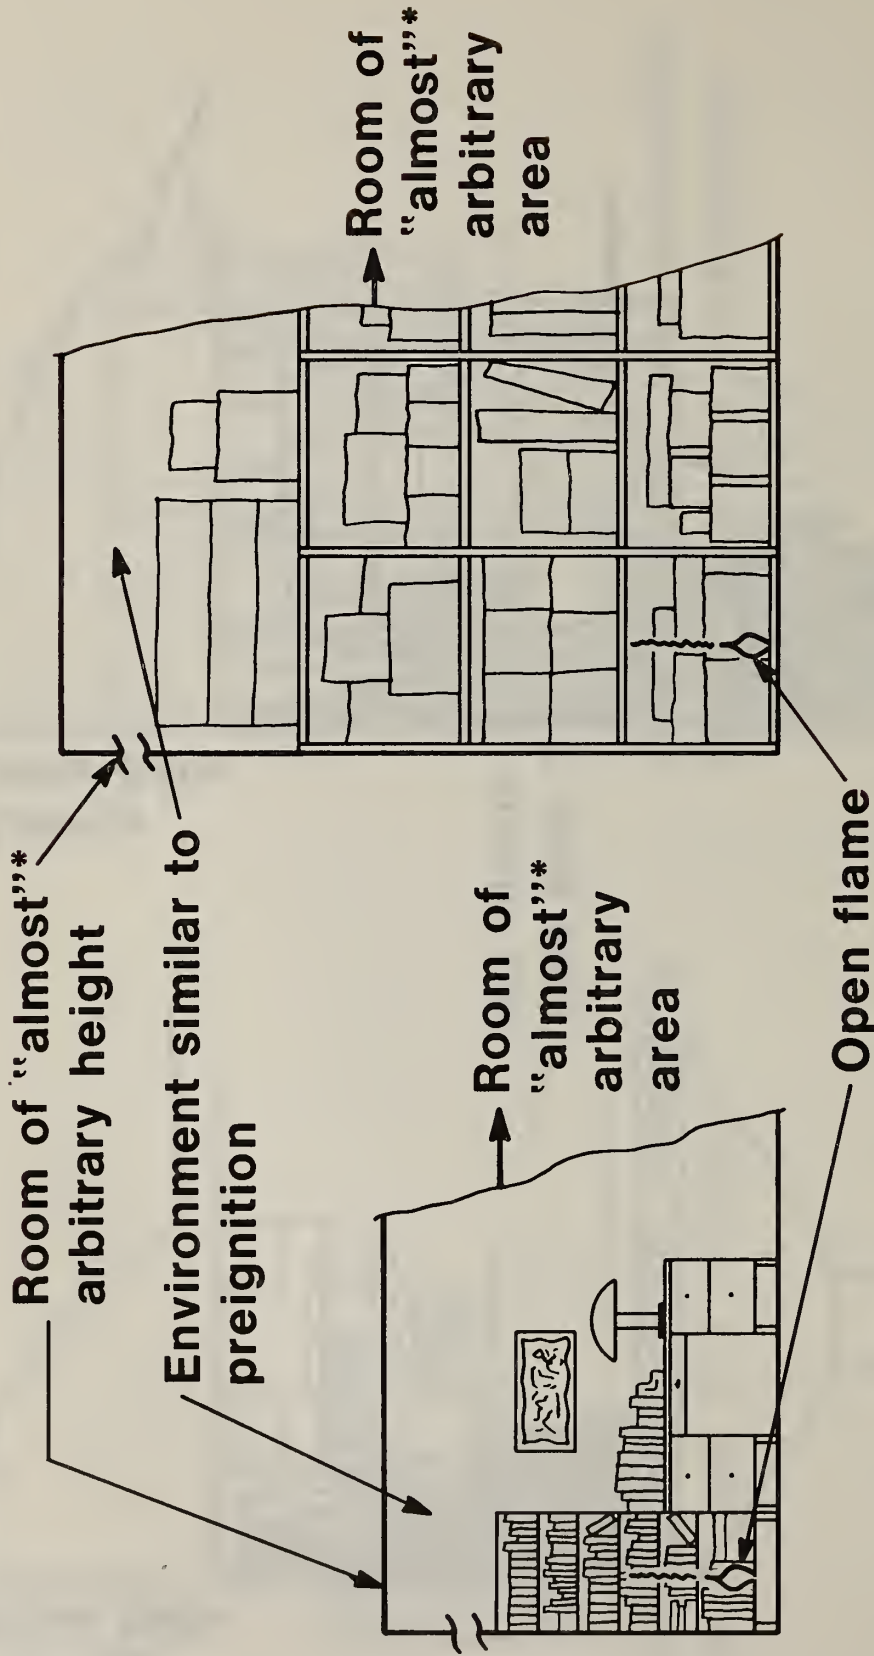 Room of "almost"*
arbitrary height
Environment similar to
preignition
Room of
"almost"*
arbitrary
area
Room of
"almost"*
arbitrary
area
Open flame